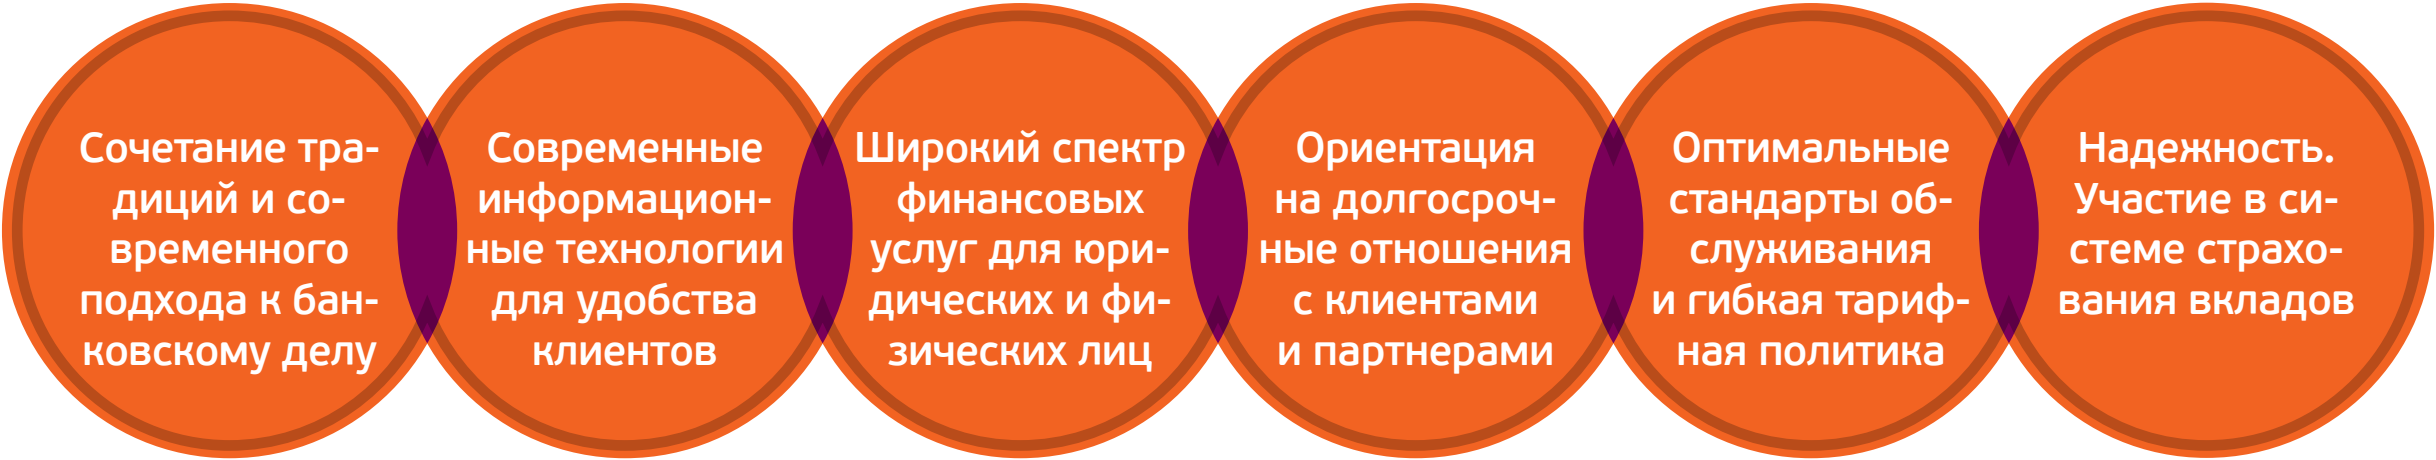 Сочетание тра-
диций и со-
временного
подхода к бан-
ковскому делу
Современные
информацион-
ные технологии
для удобства
клиентов
Широкий спектр
финансовых
услуг для юри-
дических и фи-
зических лиц
Ориентация
на долгосроч-
ные отношения
с клиентами
и партнерами
Оптимальные
стандарты об-
служивания
и гибкая тариф-
ная политика
Надежность.
Участие в си-
стеме страхо-
вания вкладов